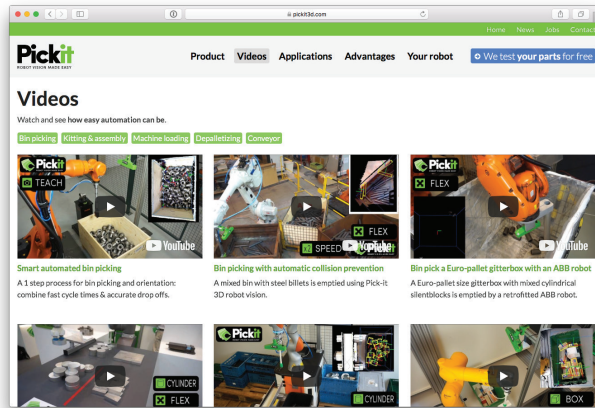 pickit3d.com
Home News Jobs Contact
Pickit
ROBOT VISION MADE EASY
Product Videos Applications Advantages Your robot We test your parts for free
Videos
Watch and see how easy automation can be.
Bin picking Kitting & assembly Machine loading Depalletizing Conveyor
Pickit
TEACH
YouTube
Pickit
FLEX
SPEED
YouTube
Pickit
FLEX
YouTube
Smart automated bin picking
A 1 step process for bin picking and orientation:
combine fast cycle times & accurate drop offs.
Bin picking with automatic collision prevention
A mixed bin with steel billets is emptied using Pick-it
3D robot vision.
Bin pick a Euro-pallet gitterbox with an ABB robot
A Euro-pallet size gitterbox with mixed cylindrical
silentblocks is emptied by a retrofitted ABB robot.
CYLINDER
FLEX
Pickit
CYLINDER
BOX